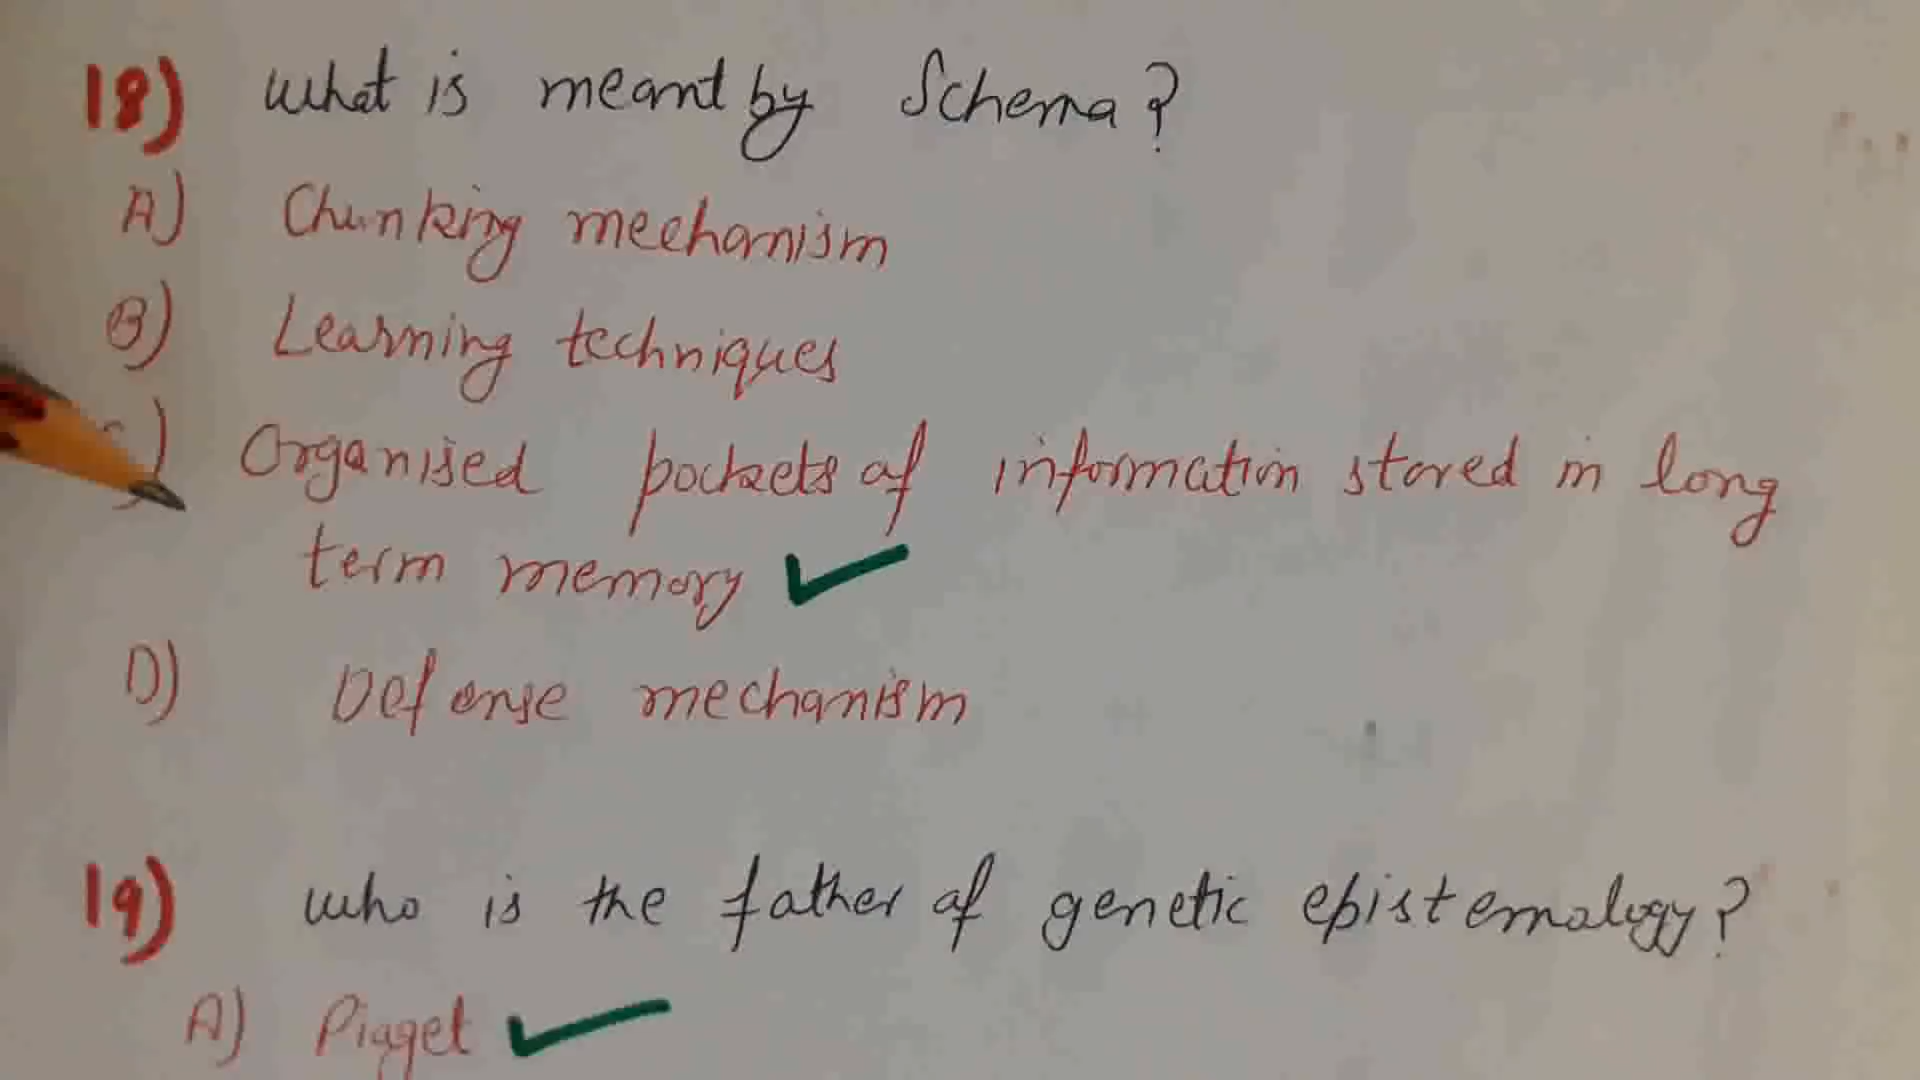 18) What is meant by Schema?
A) Chunking mechanism
B) Learning techniques
C) Organised pockets of information stored in long
term memory
D) Defense mechanism
19) who is the father of genetic epistemology?
A) Piaget